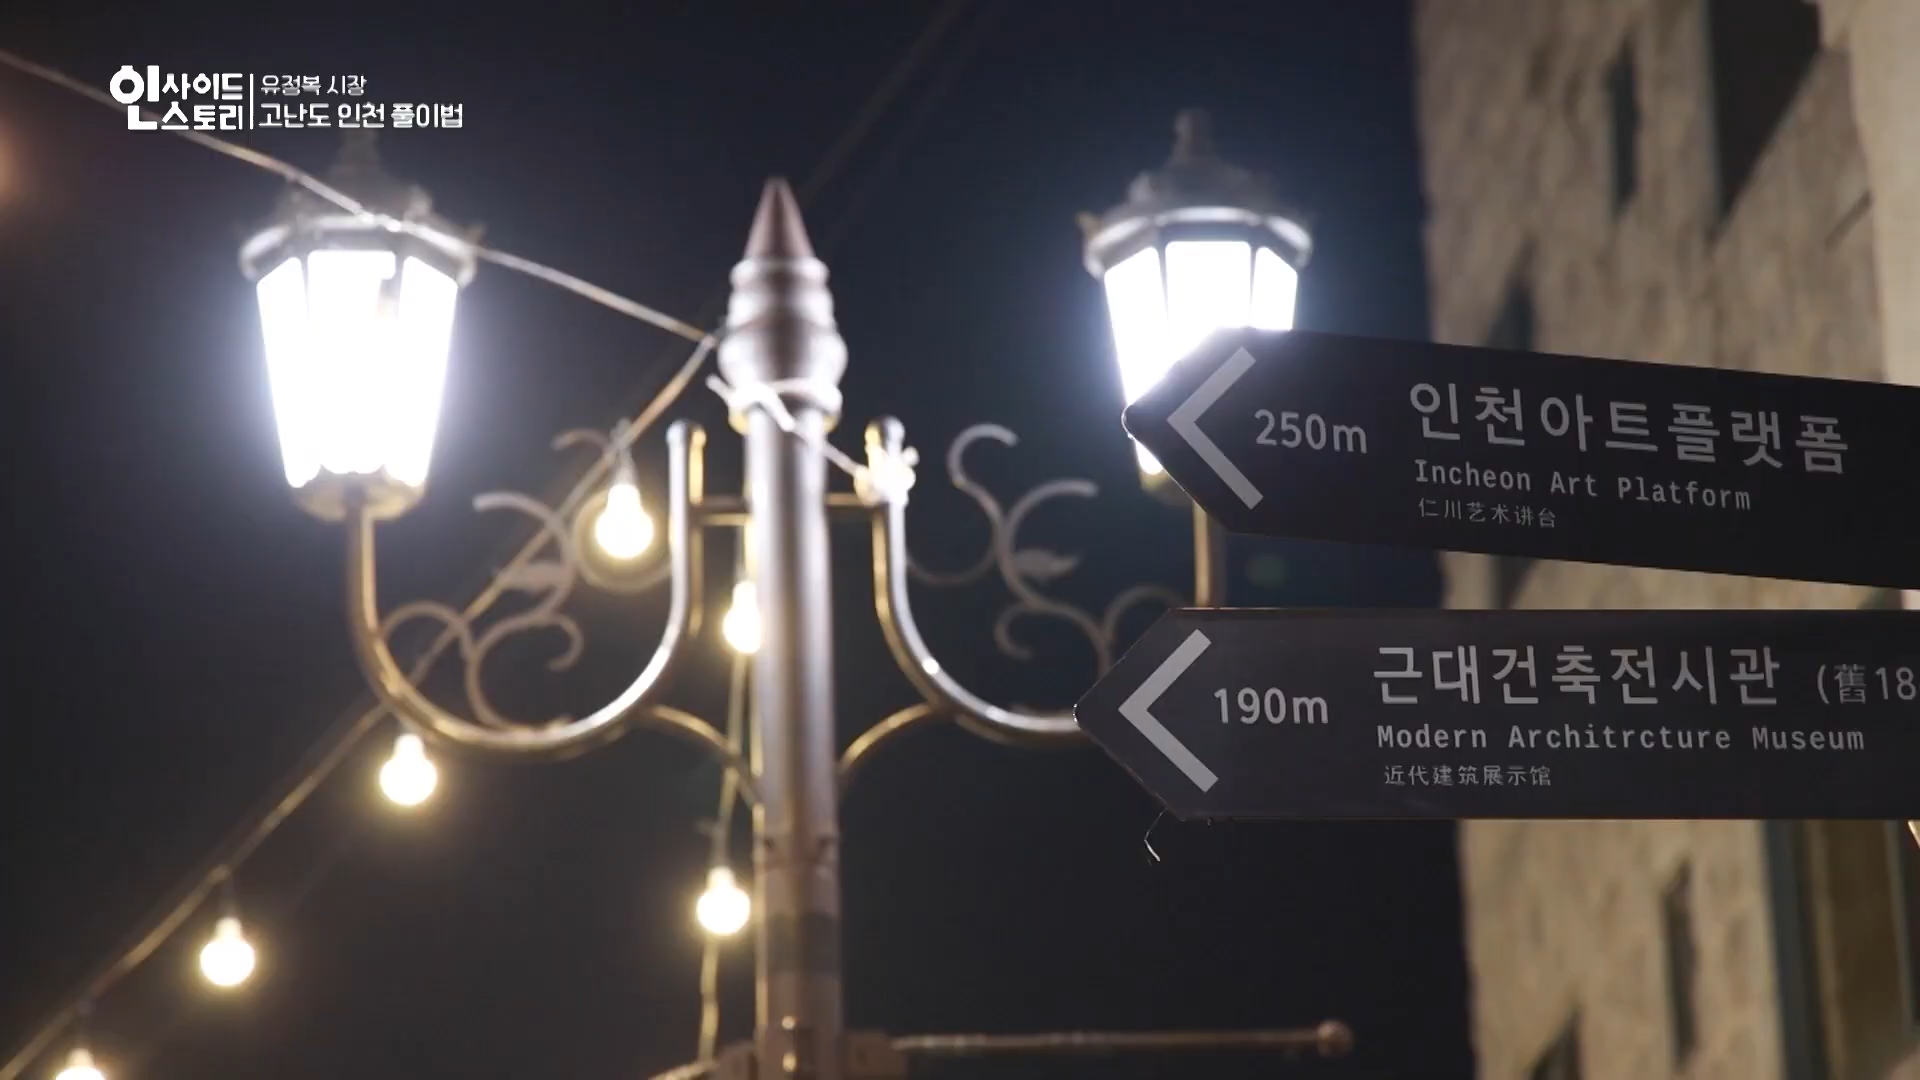 인사이드
스토리
유정복 시장
고난도 인천 풀이법
250m
인천아트플랫폼
Incheon Art Platform
仁川艺术讲台
190m
근대건축전시관 (舊18
Modern Architrcture Museum
近代建筑展示馆